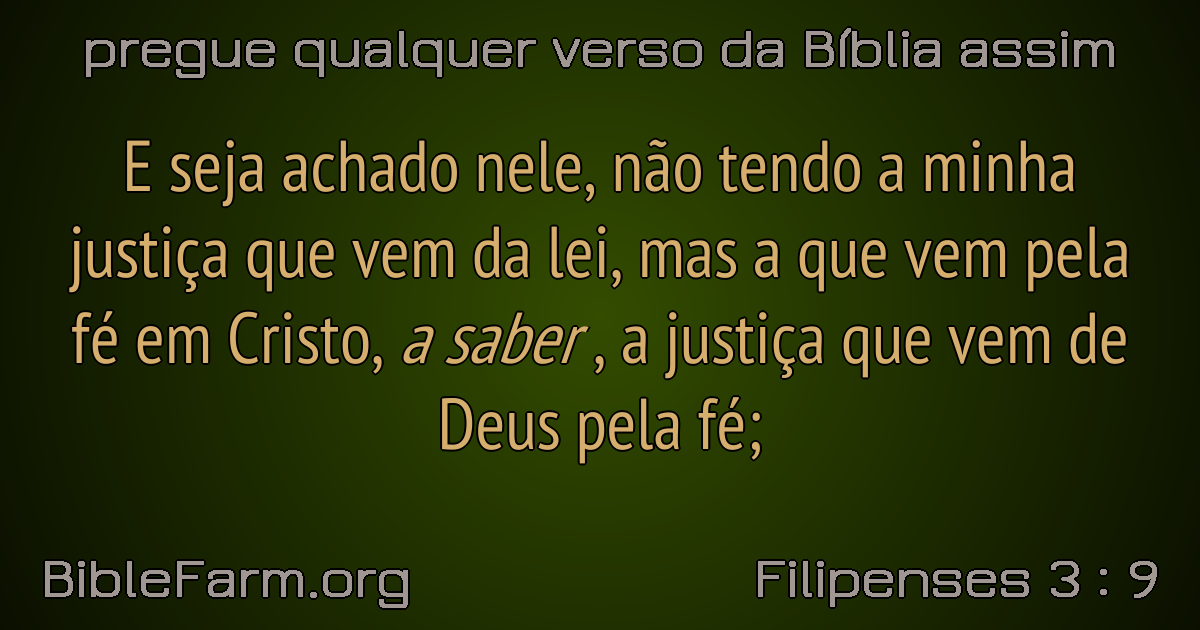 pregue qualquer verso da Bíblia assim
E seja achado nele, não tendo a minha
justiça que vem da lei, mas a que vem pela
fé em Cristo, a saber , a justiça que vem de
Deus pela fé;
BibleFarm.org
Filipenses 3 : 9